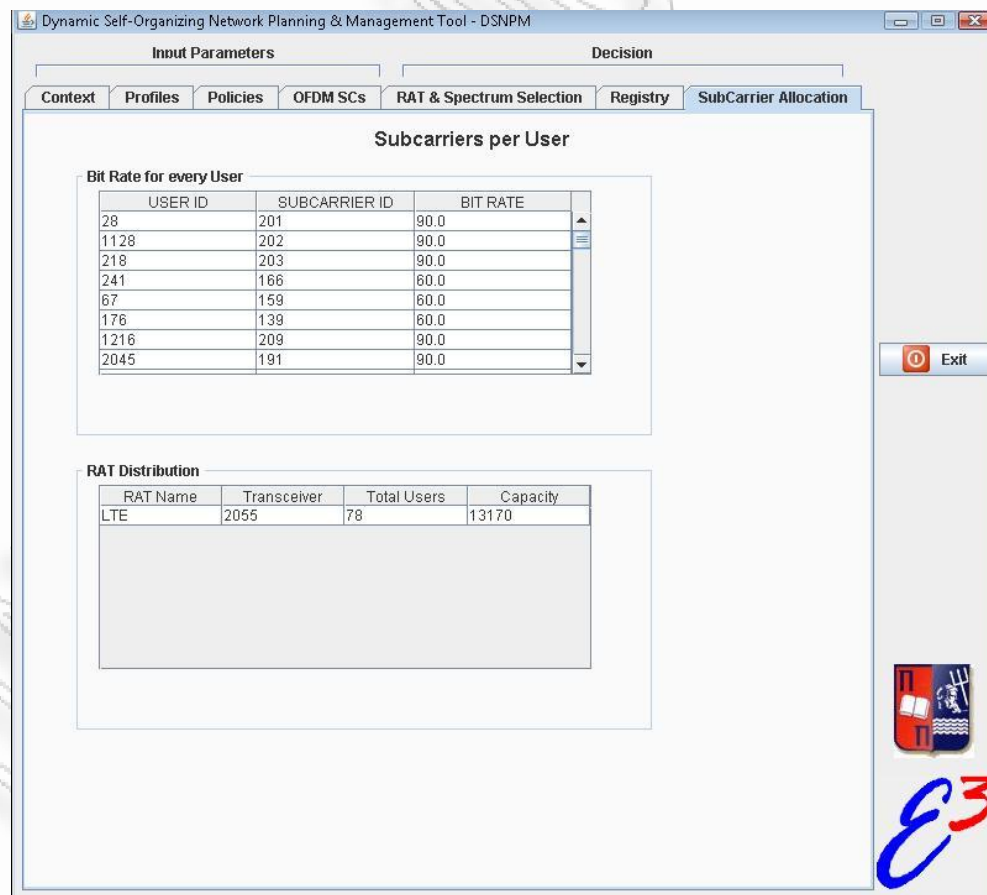 Dynamic Self-Organizing Network Planning & Management Tool - DSNPM
Input Parameters Decision
Context Profiles Policies OFDM SCs RAT & Spectrum Selection Registry SubCarrier Allocation
Subcarriers per User
Bit Rate for every User
USER ID SUBCARRIER ID BIT RATE
28 201 90.0
1128 202 90.0
218 203 90.0
241 166 60.0
67 159 60.0
176 139 60.0
1216 209 90.0
2045 191 90.0
Exit
RAT Distribution
RAT Name Transceiver Total Users Capacity
LTE 2055 78 13170
Π
Π
E3